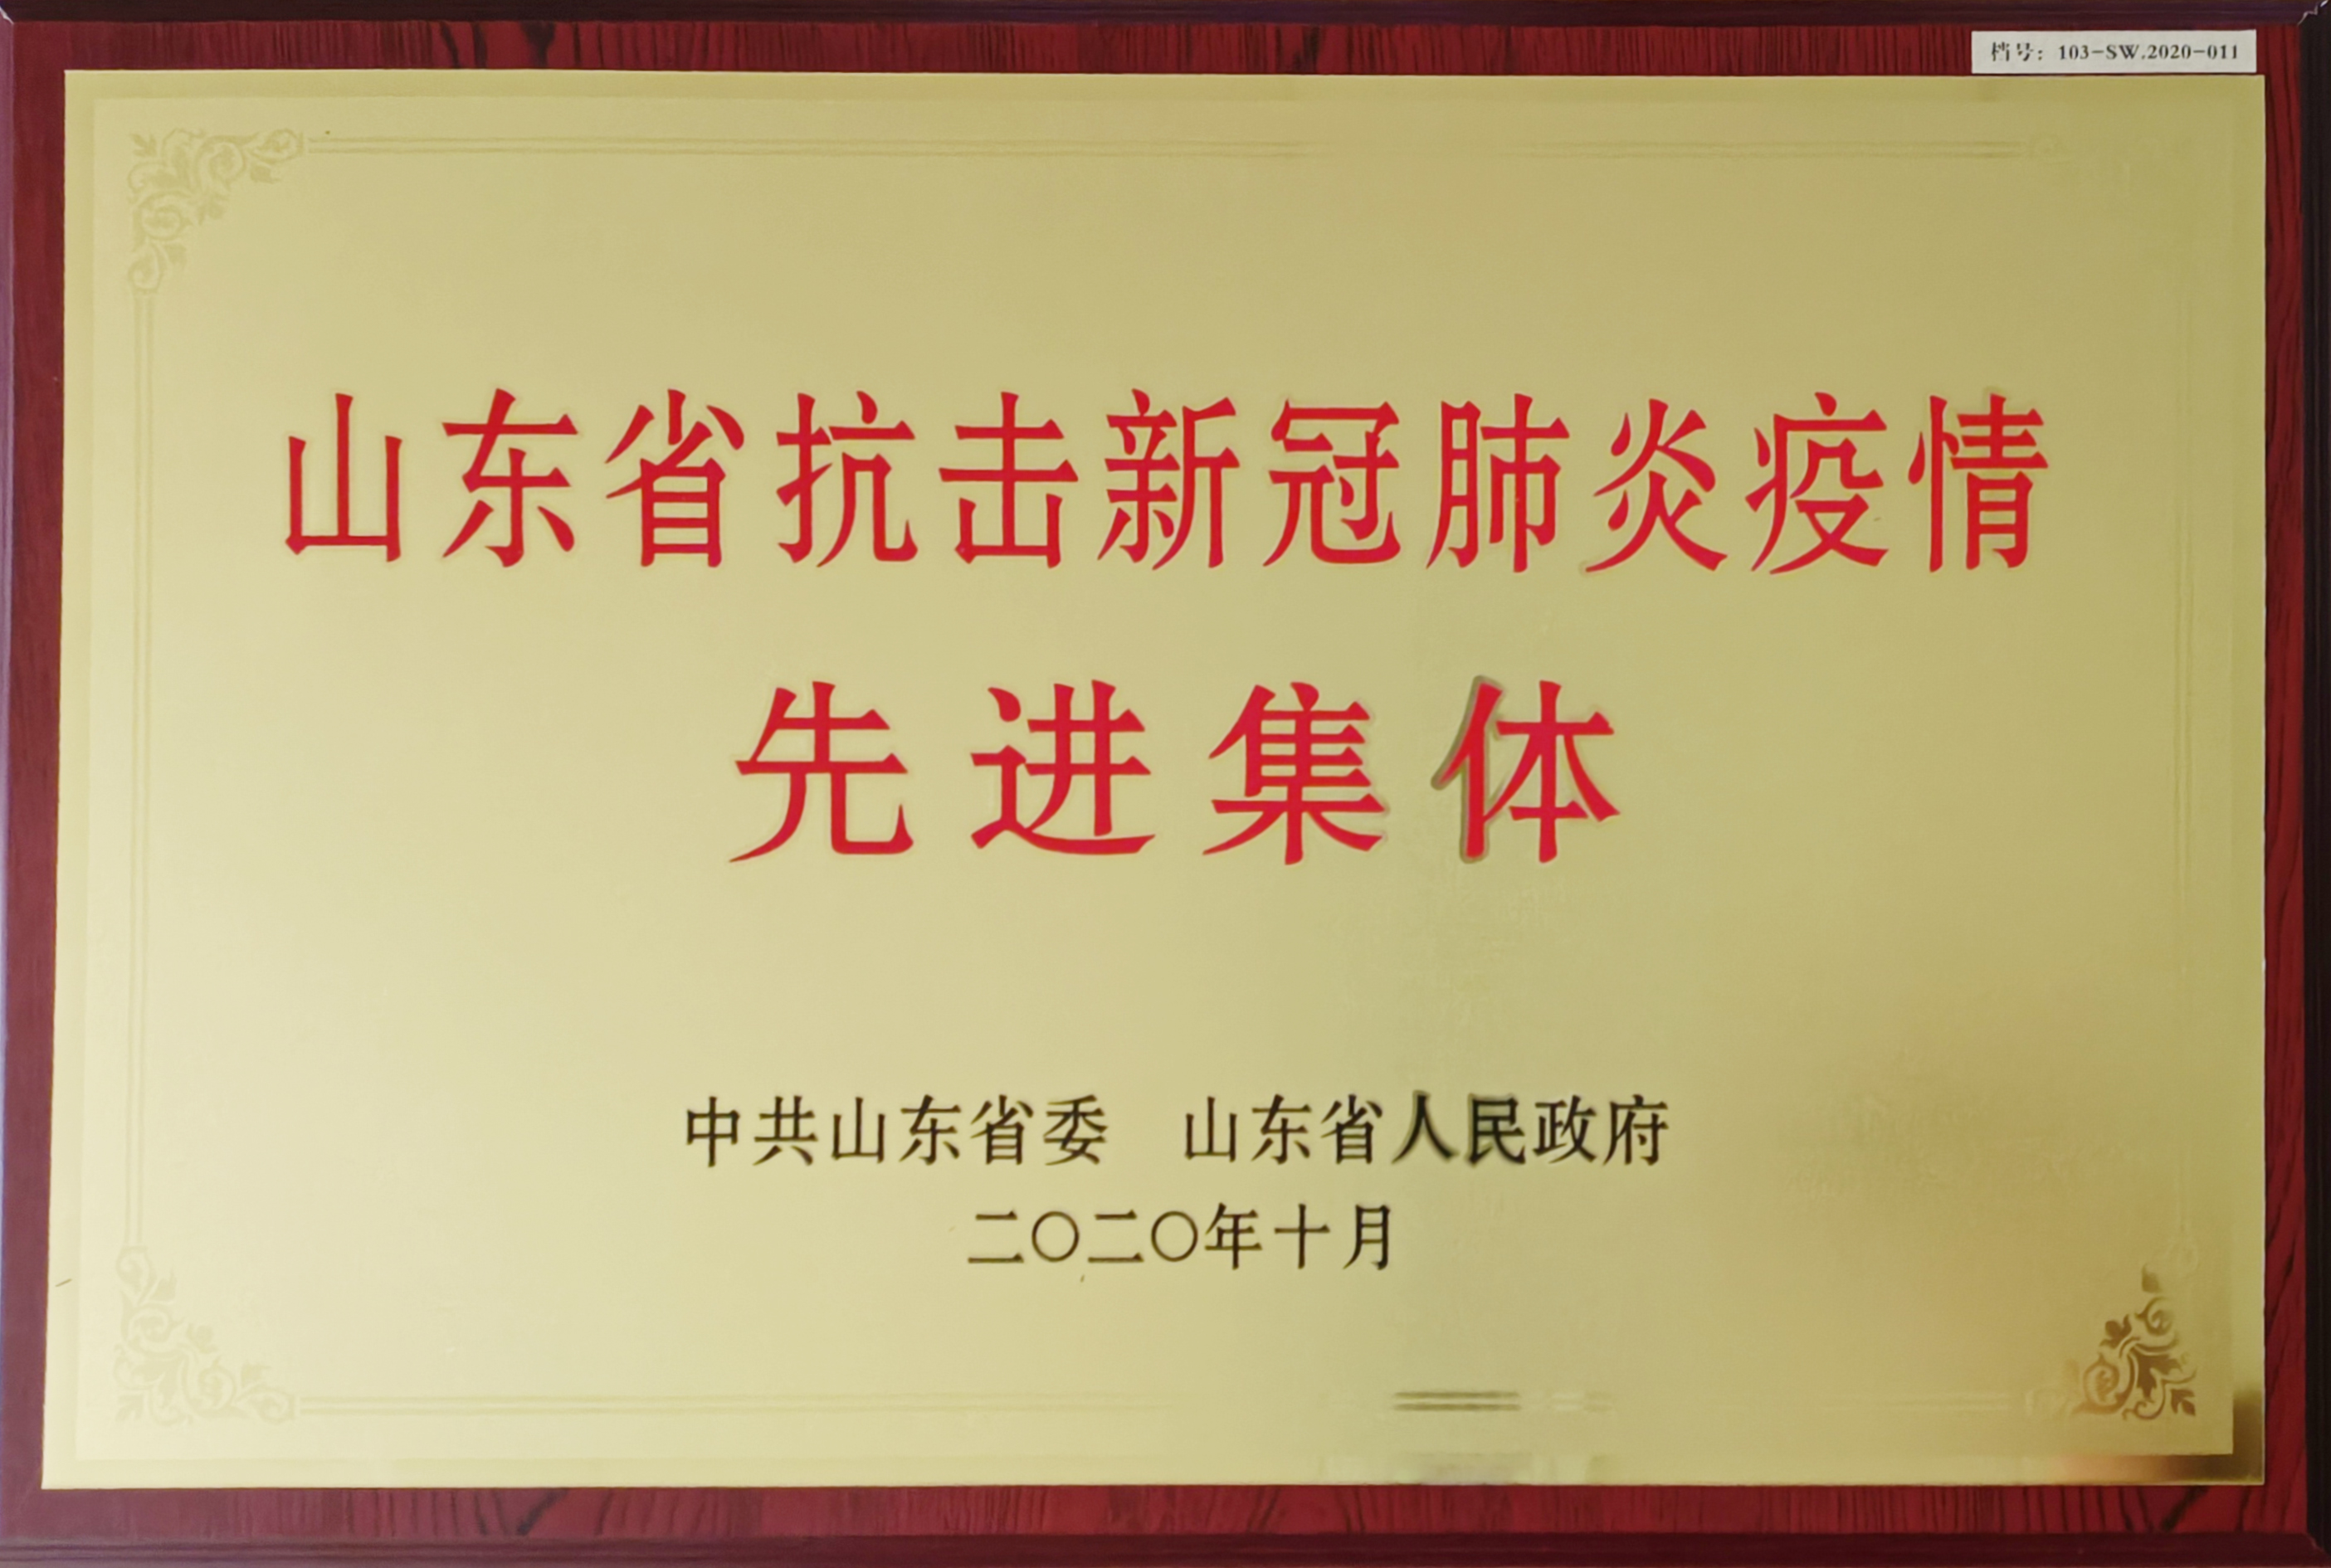 档号：103-SW.2020-011
山东省抗击新冠肺炎疫情
先进集体
中共山东省委 山东省人民政府
二〇二〇年十月